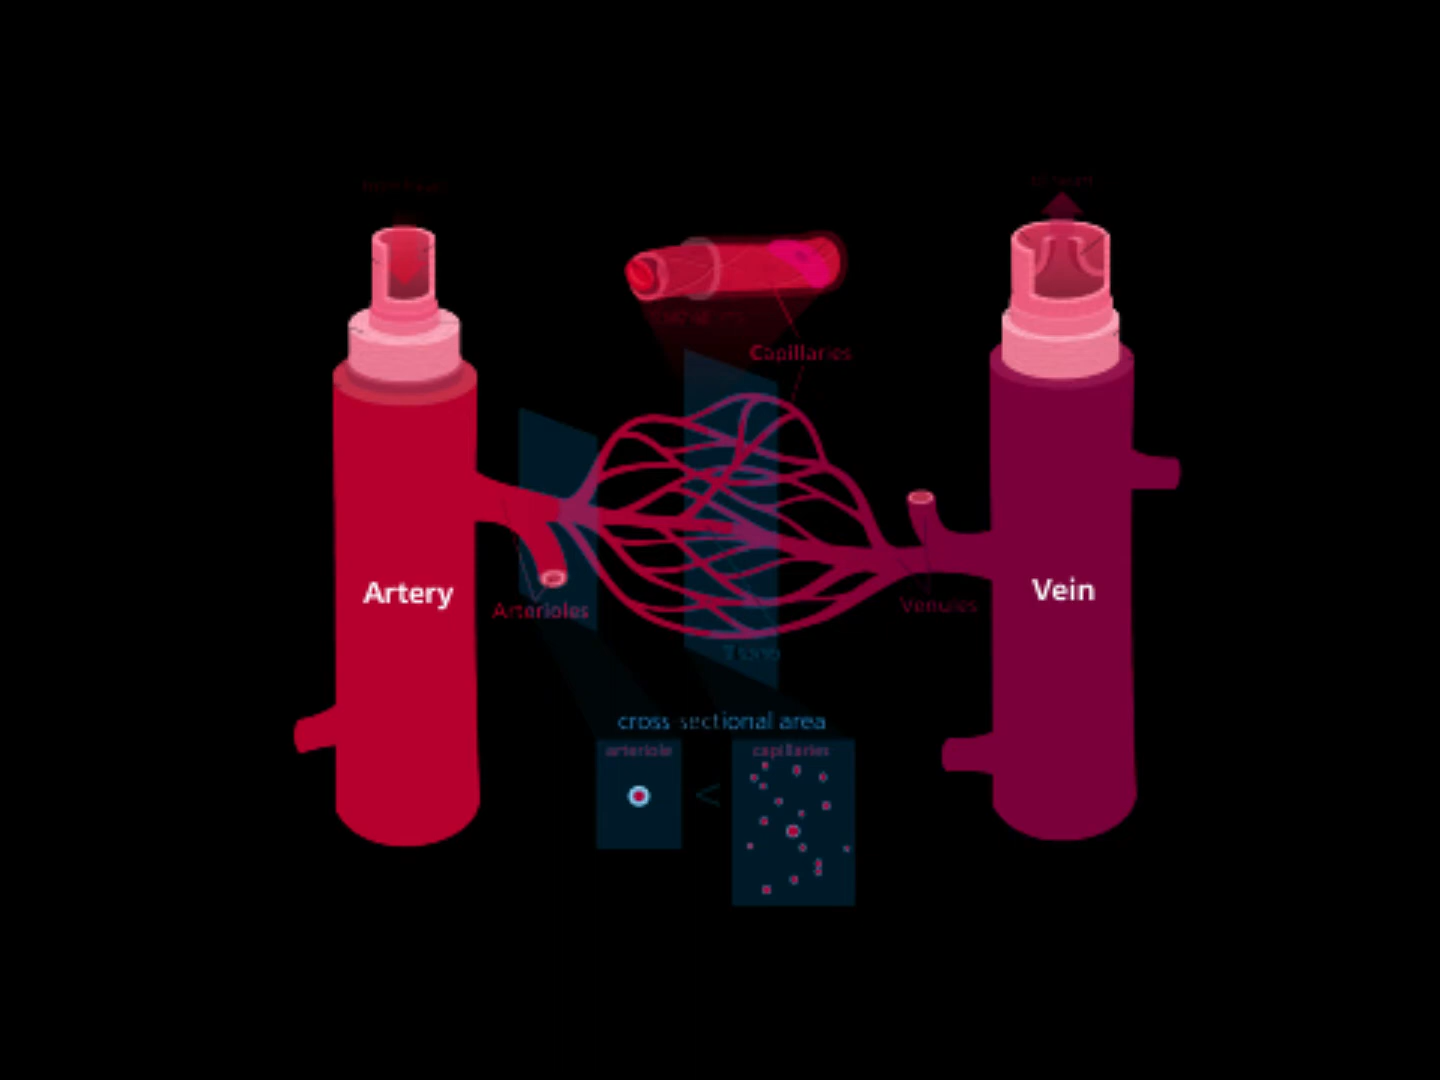 Capillaries
Artery
Arterioles
Venules
Vein
cross-sectional area
arteriole
capillaries
<